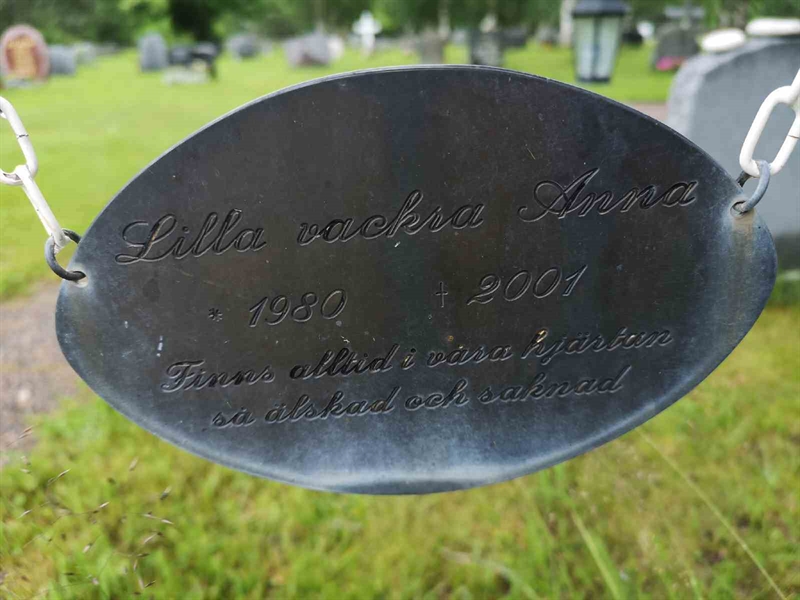 Lilla vackra Anna
* 1980 † 2001
Finns alltid i våra hjärtan
så älskad och saknad